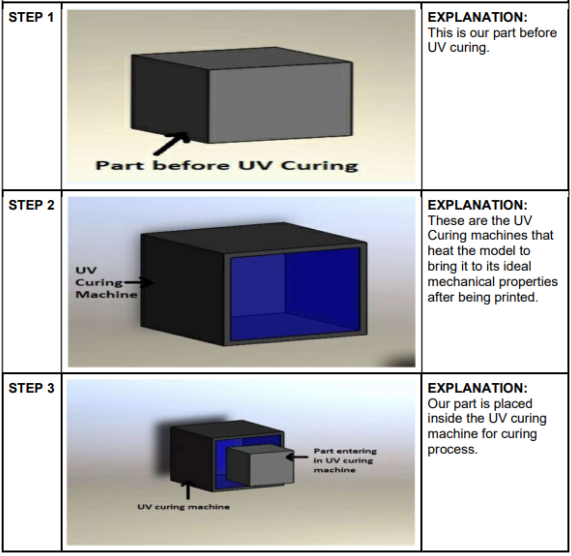 STEP 1
Part before UV Curing
EXPLANATION:
This is our part before
UV curing.
STEP 2
UV
Curing
Machine
EXPLANATION:
These are the UV
Curing machines that
heat the model to
bring it to its ideal
mechanical properties
after being printed.
STEP 3
Part entering
in UV curing
machine
UV curing machine
EXPLANATION:
Our part is placed
inside the UV curing
machine for curing
process.